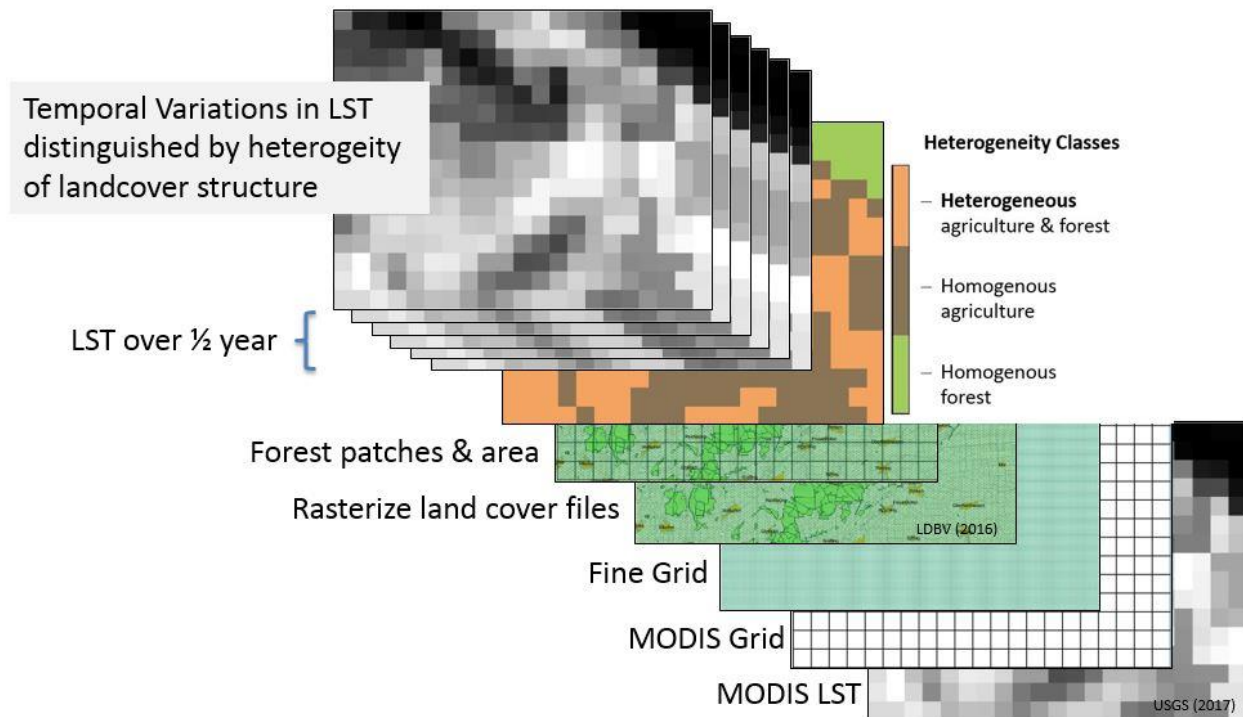 Temporal Variations in LST
distinguished by heterogeity
of landcover structure
Heterogeneity Classes
– Heterogeneous
agriculture & forest
– Homogenous
agriculture
– Homogenous
forest
LST over ½ year
Forest patches & area
Rasterize land cover files
LDBV (2016)
Fine Grid
MODIS Grid
MODIS LST
USGS (2017)